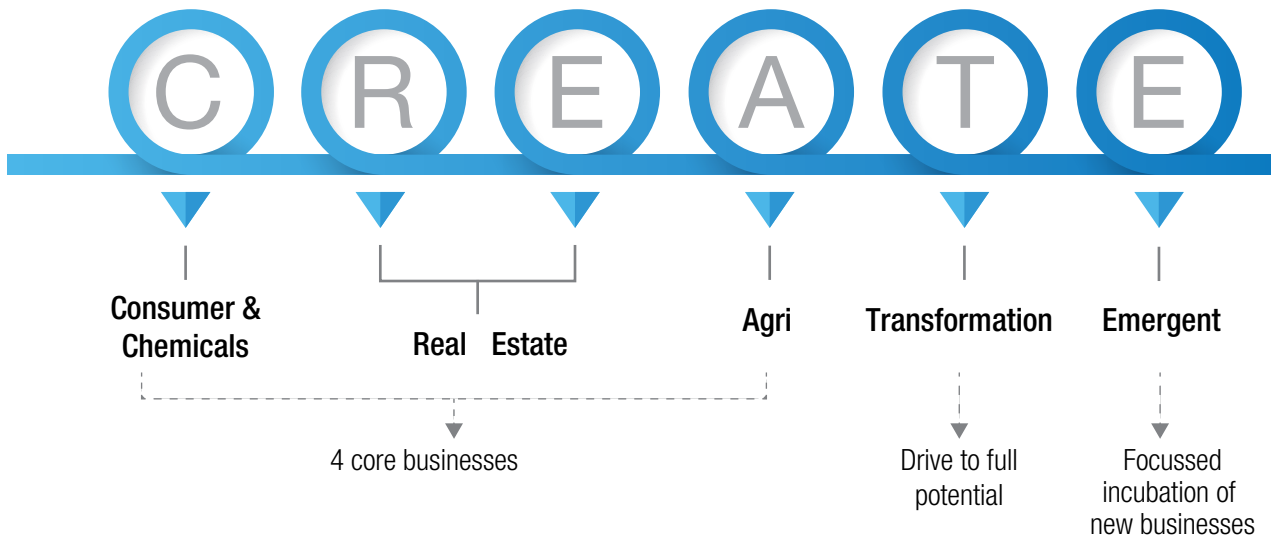 C R E A T E
Consumer &
Chemicals
Real Estate
Agri
Transformation
Emergent
4 core businesses
Drive to full
potential
Focussed
incubation of
new businesses